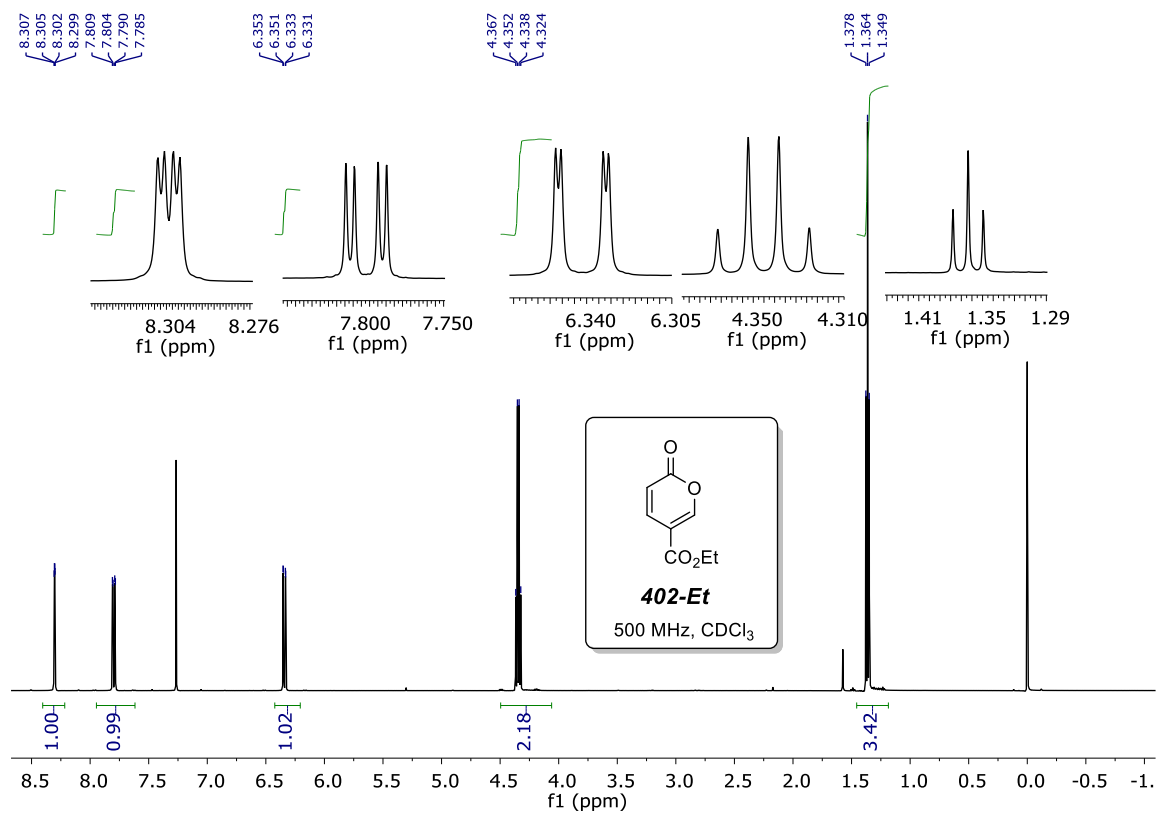 8.307
8.305
8.302
8.299
7.809
7.804
7.790
7.785
6.353
6.351
6.333
6.331
4.367
4.352
4.338
4.324
1.378
1.364
1.349
8.304 8.276
f1 (ppm)
7.800 7.750
f1 (ppm)
6.340 6.305
f1 (ppm)
4.350 4.310
f1 (ppm)
1.41 1.35 1.29
f1 (ppm)
O
O
CO2Et
402-Et
500 MHz, CDCl3
1.00
0.99
1.02
2.18
3.42
8.5 8.0 7.5 7.0 6.5 6.0 5.5 5.0 4.5 4.0 3.5 3.0 2.5 2.0 1.5 1.0 0.5 0.0 -0.5 -1.
f1 (ppm)